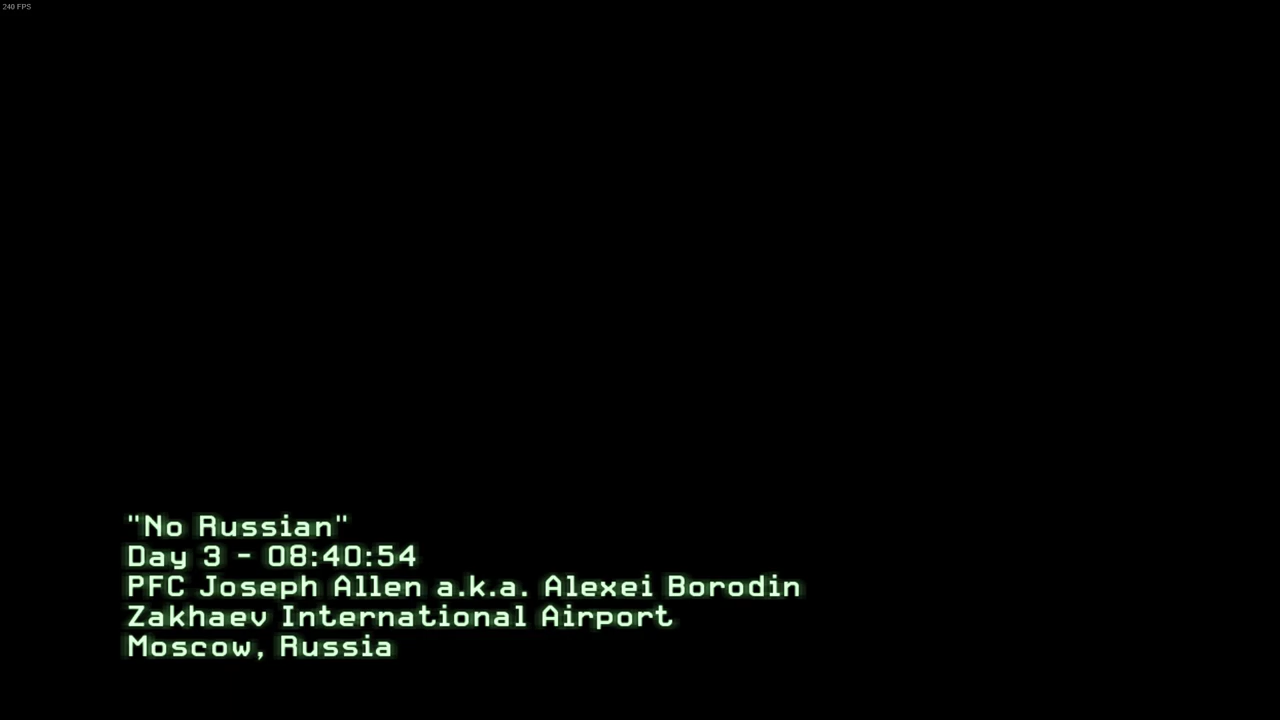 240 FPS
"No Russian"
Day 3 - 08:40:54
PFC Joseph Allen a.k.a. Alexei Borodin
Zakhaev International Airport
Moscow, Russia